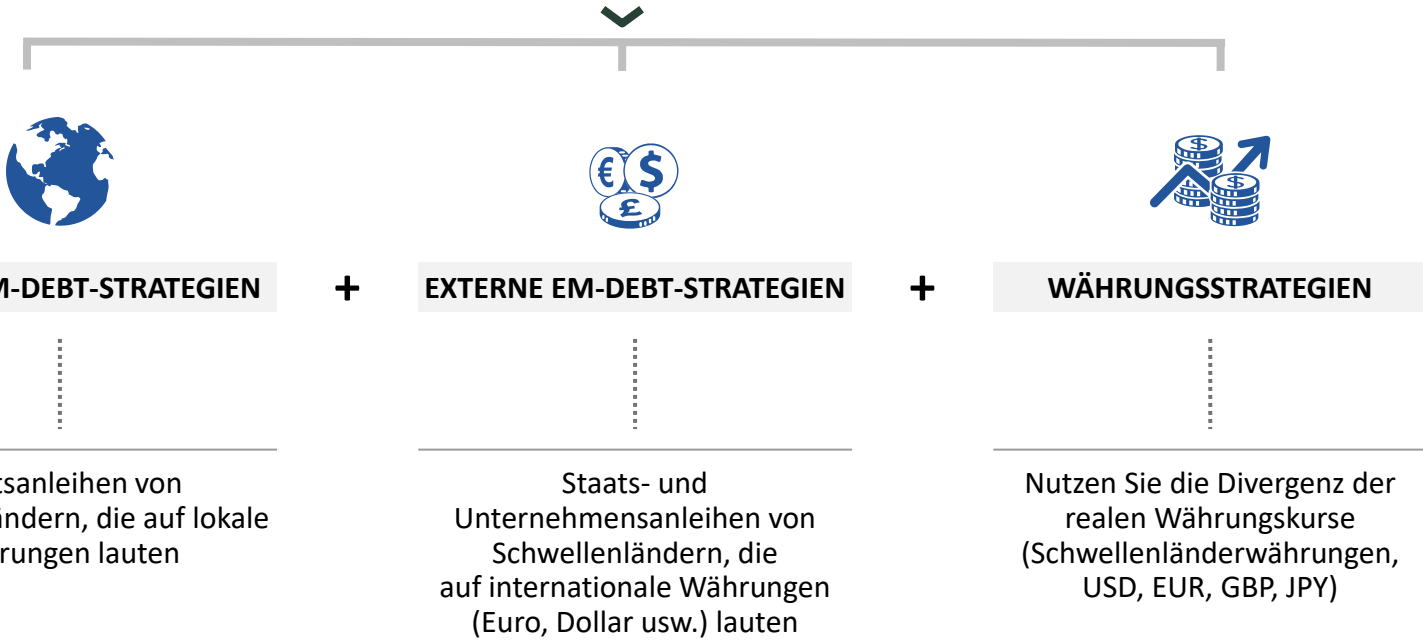 M-DEBT-STRATEGIEN + EXTERNE EM-DEBT-STRATEGIEN + WÄHRUNGSSTRATEGIEN
tsanleihen von
ändern, die auf lokale
rungen lauten
Staats- und
Unternehmensanleihen von
Schwellenländern, die
auf internationale Währungen
(Euro, Dollar usw.) lauten
Nutzen Sie die Divergenz der
realen Währungskurse
(Schwellenländerwährungen,
USD, EUR, GBP, JPY)